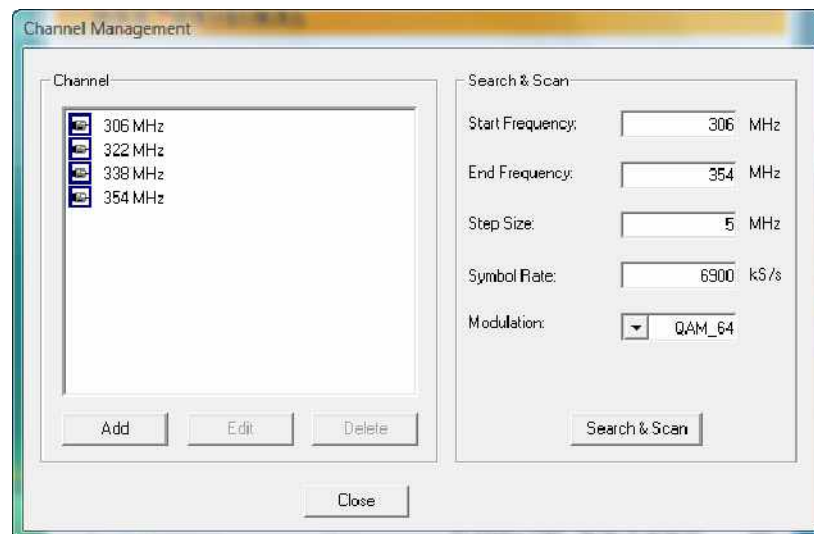 Channel Management
Channel
306 MHz
322 MHz
338 MHz
354 MHz
Add
Edit
Delete
Search & Scan
Start Frequency: 306 MHz
End Frequency: 354 MHz
Step Size: 5 MHz
Symbol Rate: 6900 kS/s
Modulation: QAM_64
Search & Scan
Close